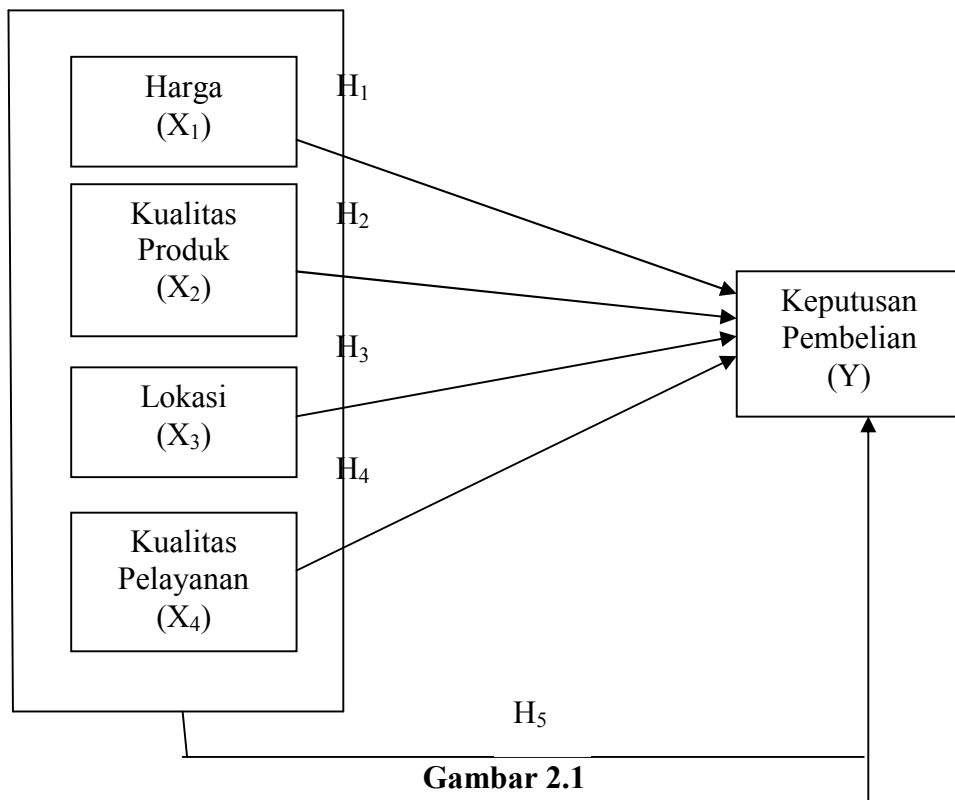 Harga
(X₁)
H₁
Kualitas
Produk
(X₂)
H₂
Lokasi
(X₃)
H₃
Kualitas
Pelayanan
(X₄)
H₄
Keputusan
Pembelian
(Y)
H₅
Gambar 2.1